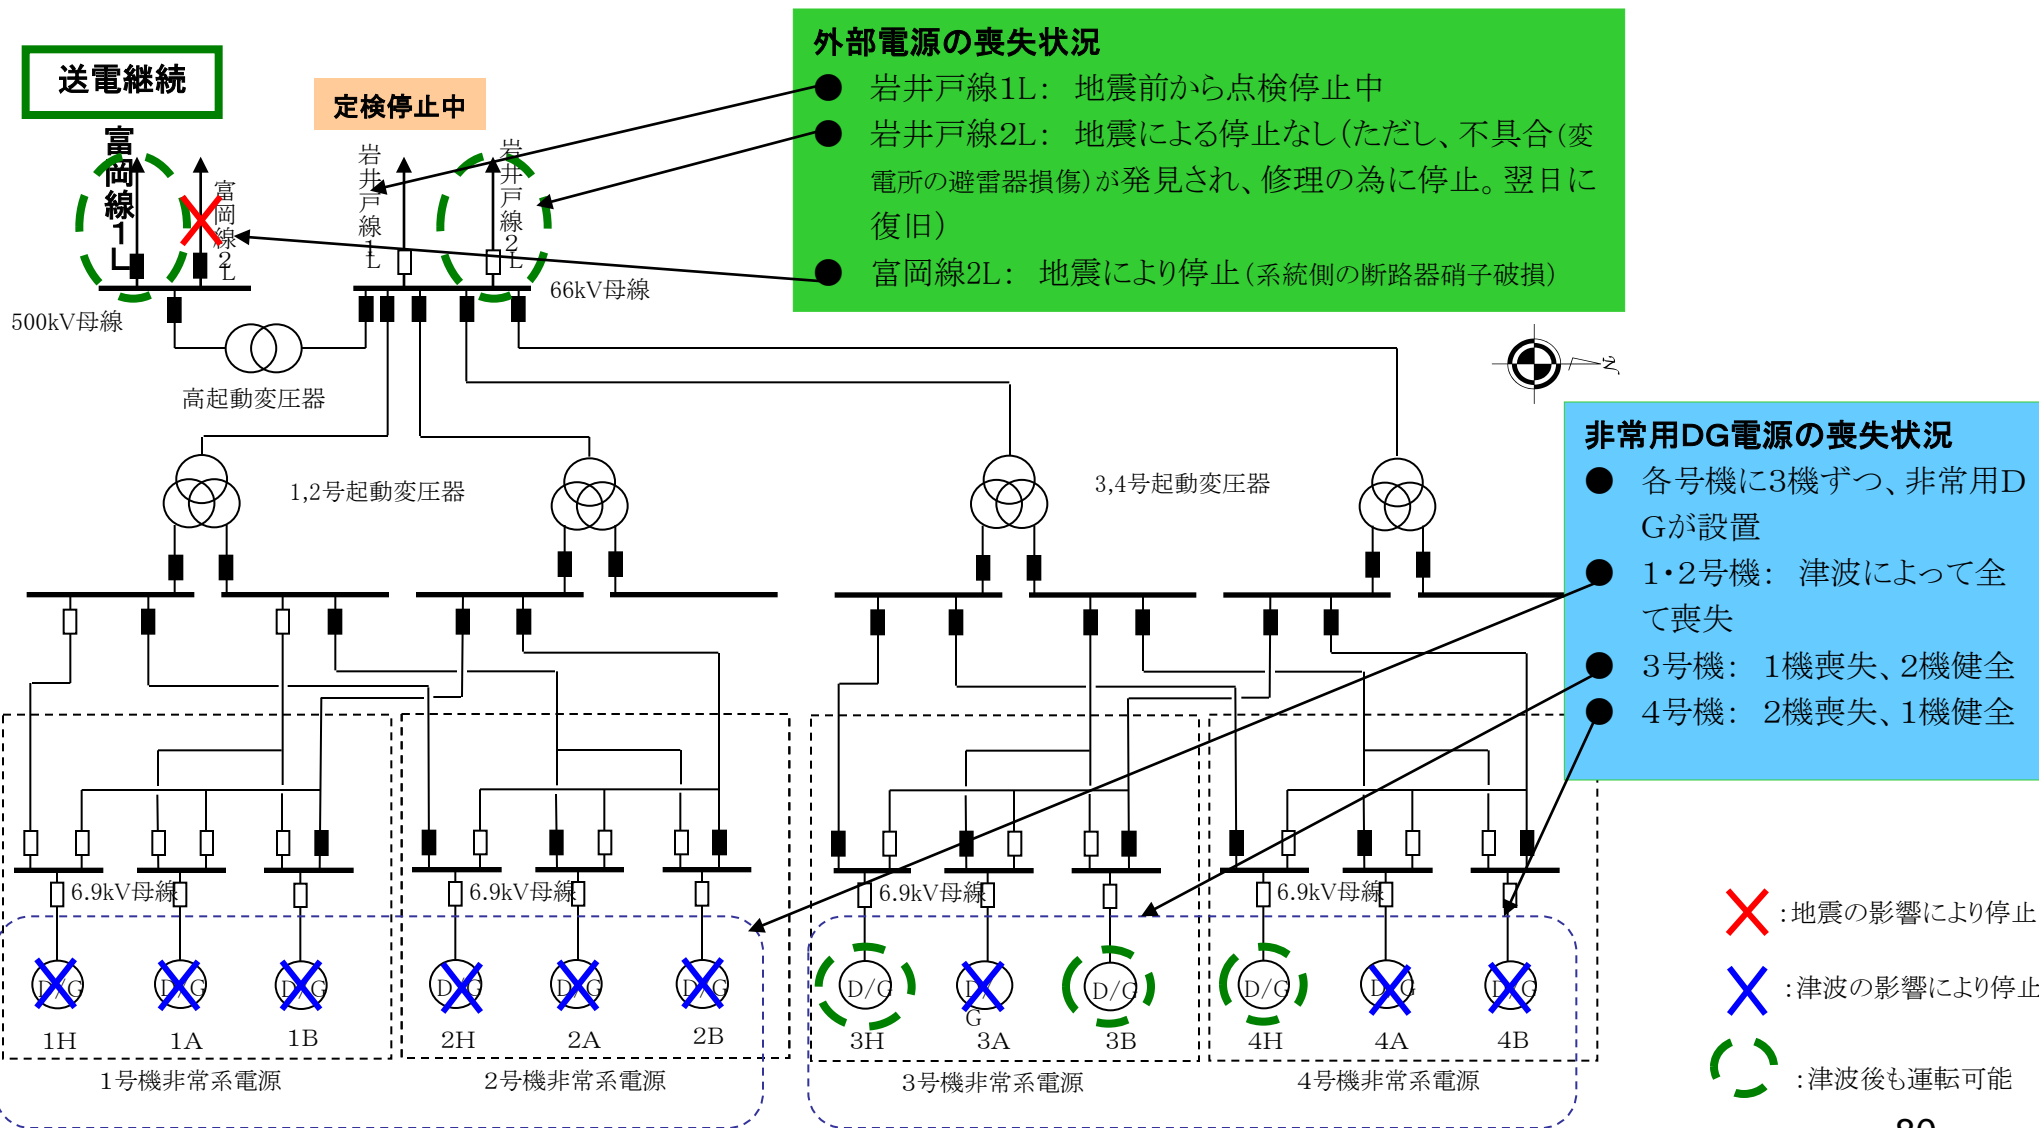 送電継続
定検停止中
富岡線1L
富岡線2L
岩井戸線1L
岩井戸線2L
500kV母線
66kV母線
高起動変圧器
外部電源の喪失状況
● 岩井戸線1L： 地震前から点検停止中
● 岩井戸線2L： 地震による停止なし（ただし、不具合（変
電所の避雷器損傷）が発見され、修理の為に停止。翌日に
復旧）
● 富岡線2L： 地震により停止（系統側の断路器碍子破損）
N
1,2号起動変圧器
3,4号起動変圧器
非常用DG電源の喪失状況
● 各号機に3機ずつ、非常用D
Gが設置
● 1・2号機： 津波によって全
て喪失
● 3号機： 1機喪失、2機健全
● 4号機： 2機喪失、1機健全
6.9kV母線
6.9kV母線
6.9kV母線
6.9kV母線
D/G
D/G
D/G
D/G
D/G
D/G
D/G
D/G
D/G
D/G
D/G
D/G
1H
1A
1B
2H
2A
2B
3H
3A
3B
4H
4A
4B
1号機非常系電源
2号機非常系電源
3号機非常系電源
4号機非常系電源
：地震の影響により停止
：津波の影響により停止
：津波後も運転可能